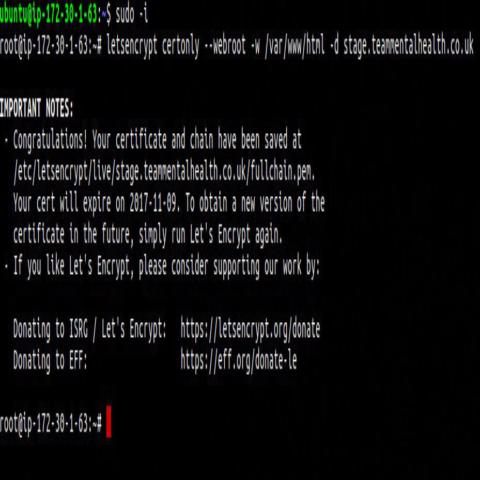 ubuntu@ip-172-30-1-63:~$ sudo -i
root@ip-172-30-1-63:~# letsencrypt certonly --webroot -w /var/www/html -d stage.teammentalhealth.co.uk
IMPORTANT NOTES:
- Congratulations! Your certificate and chain have been saved at
/etc/letsencrypt/live/stage.teammentalhealth.co.uk/fullchain.pem.
Your cert will expire on 2017-11-09. To obtain a new version of the
certificate in the future, simply run Let's Encrypt again.
- If you like Let's Encrypt, please consider supporting our work by:
Donating to ISRG / Let's Encrypt: https://letsencrypt.org/donate
Donating to EFF: https://eff.org/donate-le
root@ip-172-30-1-63:~#